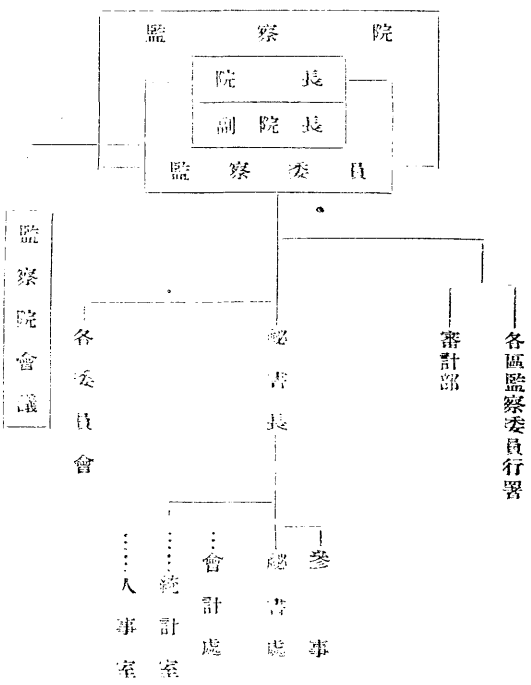 監察院
院長
副院長
監察委員
監察院會議
各區監察委員行署
審計部
秘書長
各委員會
參事
秘書處
會計處
統計室
人事室